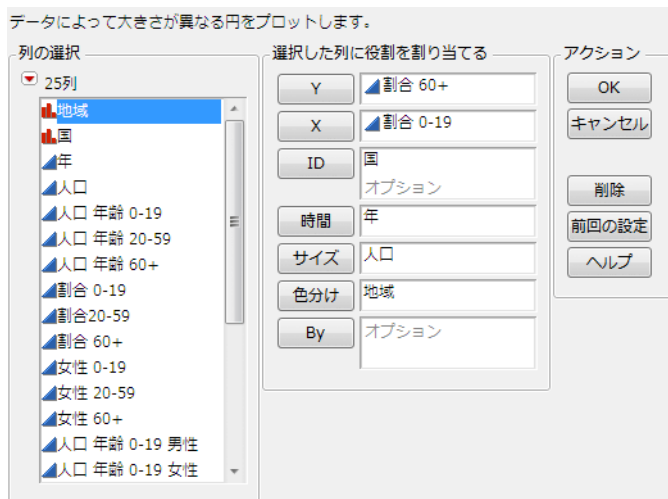 データによって大きさが異なる円をプロットします。
列の選択
25列
地域
国
年
人口
人口 年齢 0-19
人口 年齢 20-59
人口 年齢 60+
割合 0-19
割合20-59
割合 60+
女性 0-19
女性 20-59
女性 60+
人口 年齢 0-19 男性
人口 年齢 0-19 女性
選択した列に役割を割り当てる
Y 割合 60+
X 割合 0-19
ID 国
オプション
時間 年
サイズ 人口
色分け 地域
By オプション
アクション
OK
キャンセル
削除
前回の設定
ヘルプ